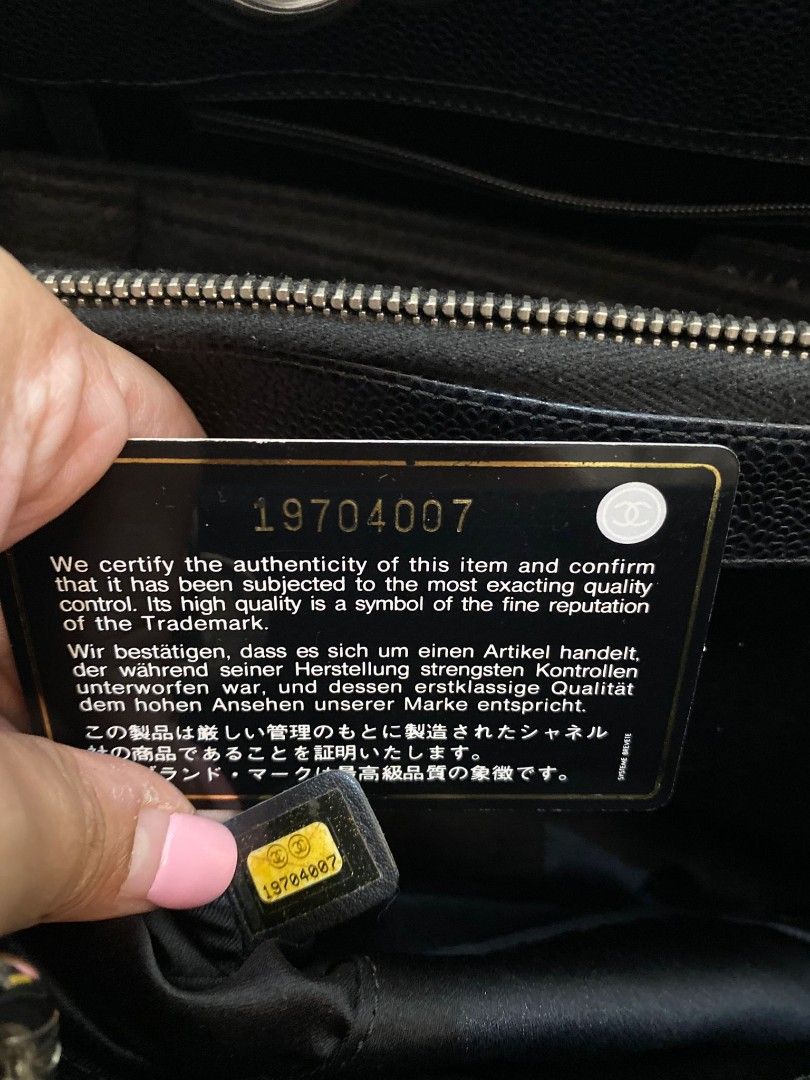 19704007
We certify the authenticity of this item and confirm
that it has been subjected to the most exacting quality
control. Its high quality is a symbol of the fine reputation
of the Trademark.
Wir bestätigen, dass es sich um einen Artikel handelt,
der während seiner Herstellung strengsten Kontrollen
unterworfen war, und dessen erstklassige Qualität
dem hohen Ansehen unserer Marke entspricht.
この製品は厳しい管理のもとに製造されたシャネル
社の商品であることを証明いたします。
ブランド・マークは最高級品質の象徴です。
SYSTEME BREVETE
19704007